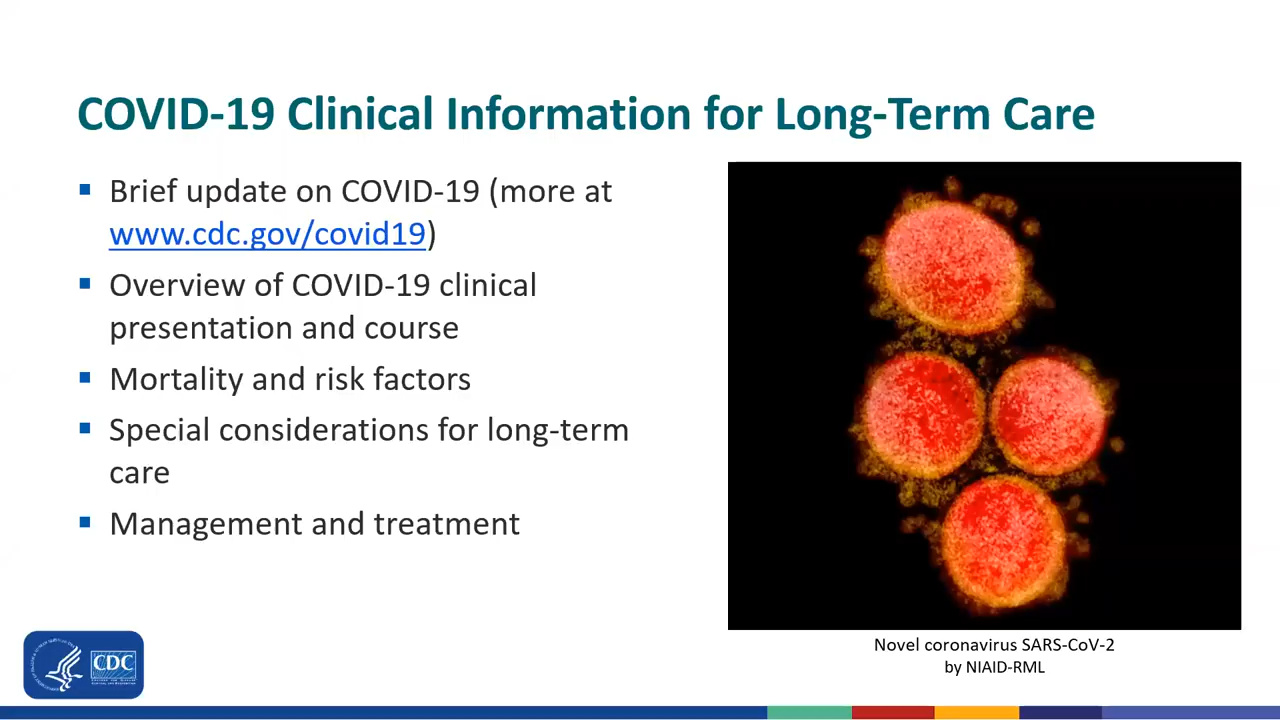 COVID-19 Clinical Information for Long-Term Care
▪ Brief update on COVID-19 (more at
www.cdc.gov/covid19)
▪ Overview of COVID-19 clinical
presentation and course
▪ Mortality and risk factors
▪ Special considerations for long-term
care
▪ Management and treatment
Novel coronavirus SARS-CoV-2
by NIAID-RML
CDC